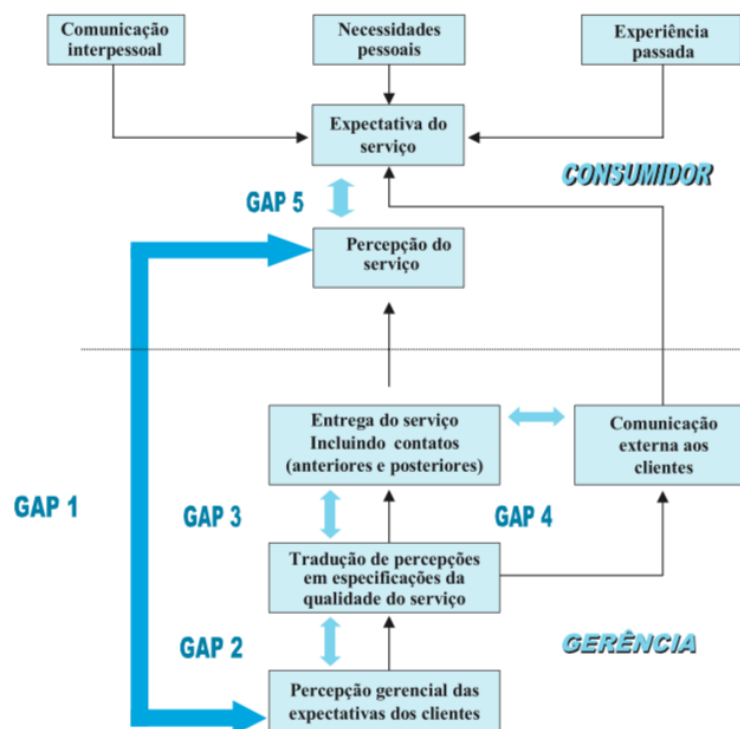 Comunicação
interpessoal
Necessidades
pessoais
Experiência
passada
Expectativa do
serviço
CONSUMIDOR
GAP 5
Percepção do
serviço
Entrega do serviço
Incluindo contatos
(anteriores e posteriores)
Comunicação
externa aos
clientes
GAP 1
GAP 3
GAP 4
Tradução de percepções
em especificações da
qualidade do serviço
GERÊNCIA
GAP 2
Percepção gerencial das
expectativas dos clientes